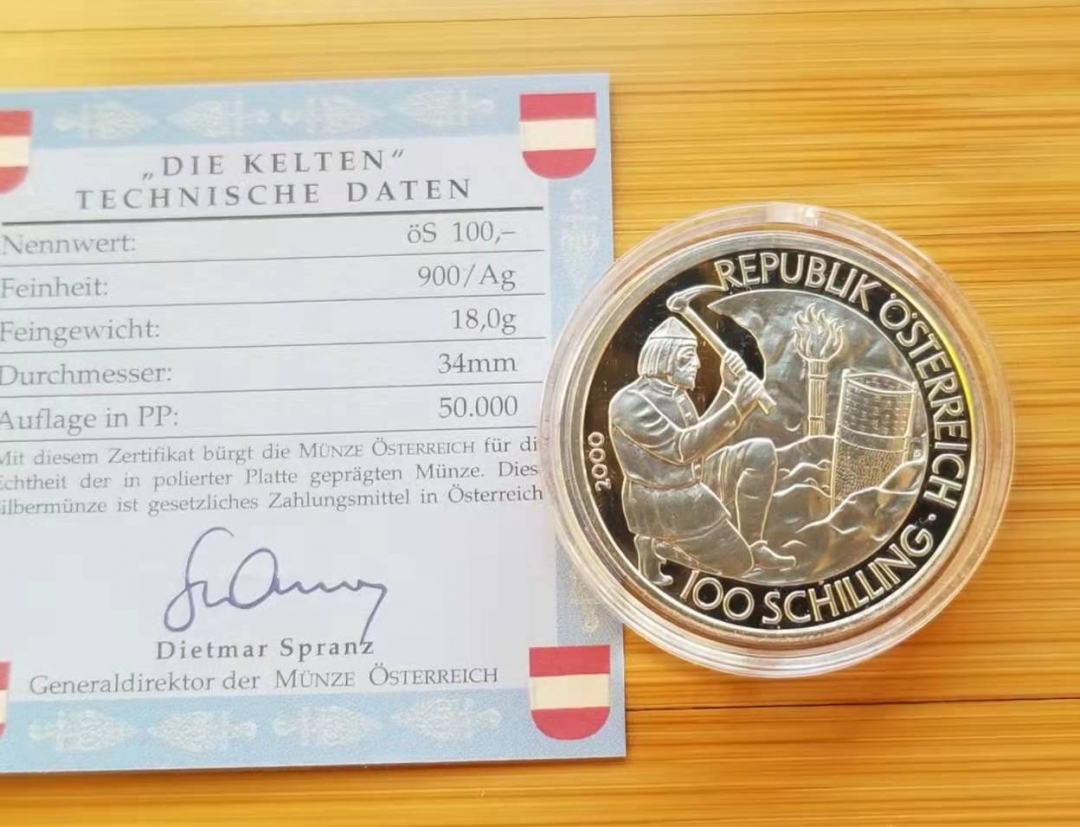 „DIE KELTEN“
TECHNISCHE DATEN
Nennwert: öS 100,–
Feinheit: 900/Ag
Feingewicht: 18,0g
Durchmesser: 34mm
Auflage in PP: 50.000
Mit diesem Zertifikat bürgt die MÜNZE ÖSTERREICH für di
Echtheit der in polierter Platte geprägten Münze. Dies
ilbermünze ist gesetzliches Zahlungsmittel in Österreich
Dietmar Spranz
Generaldirektor der MÜNZE ÖSTERREICH
REPUBLIK ÖSTERREICH · 100 SCHILLING
2000